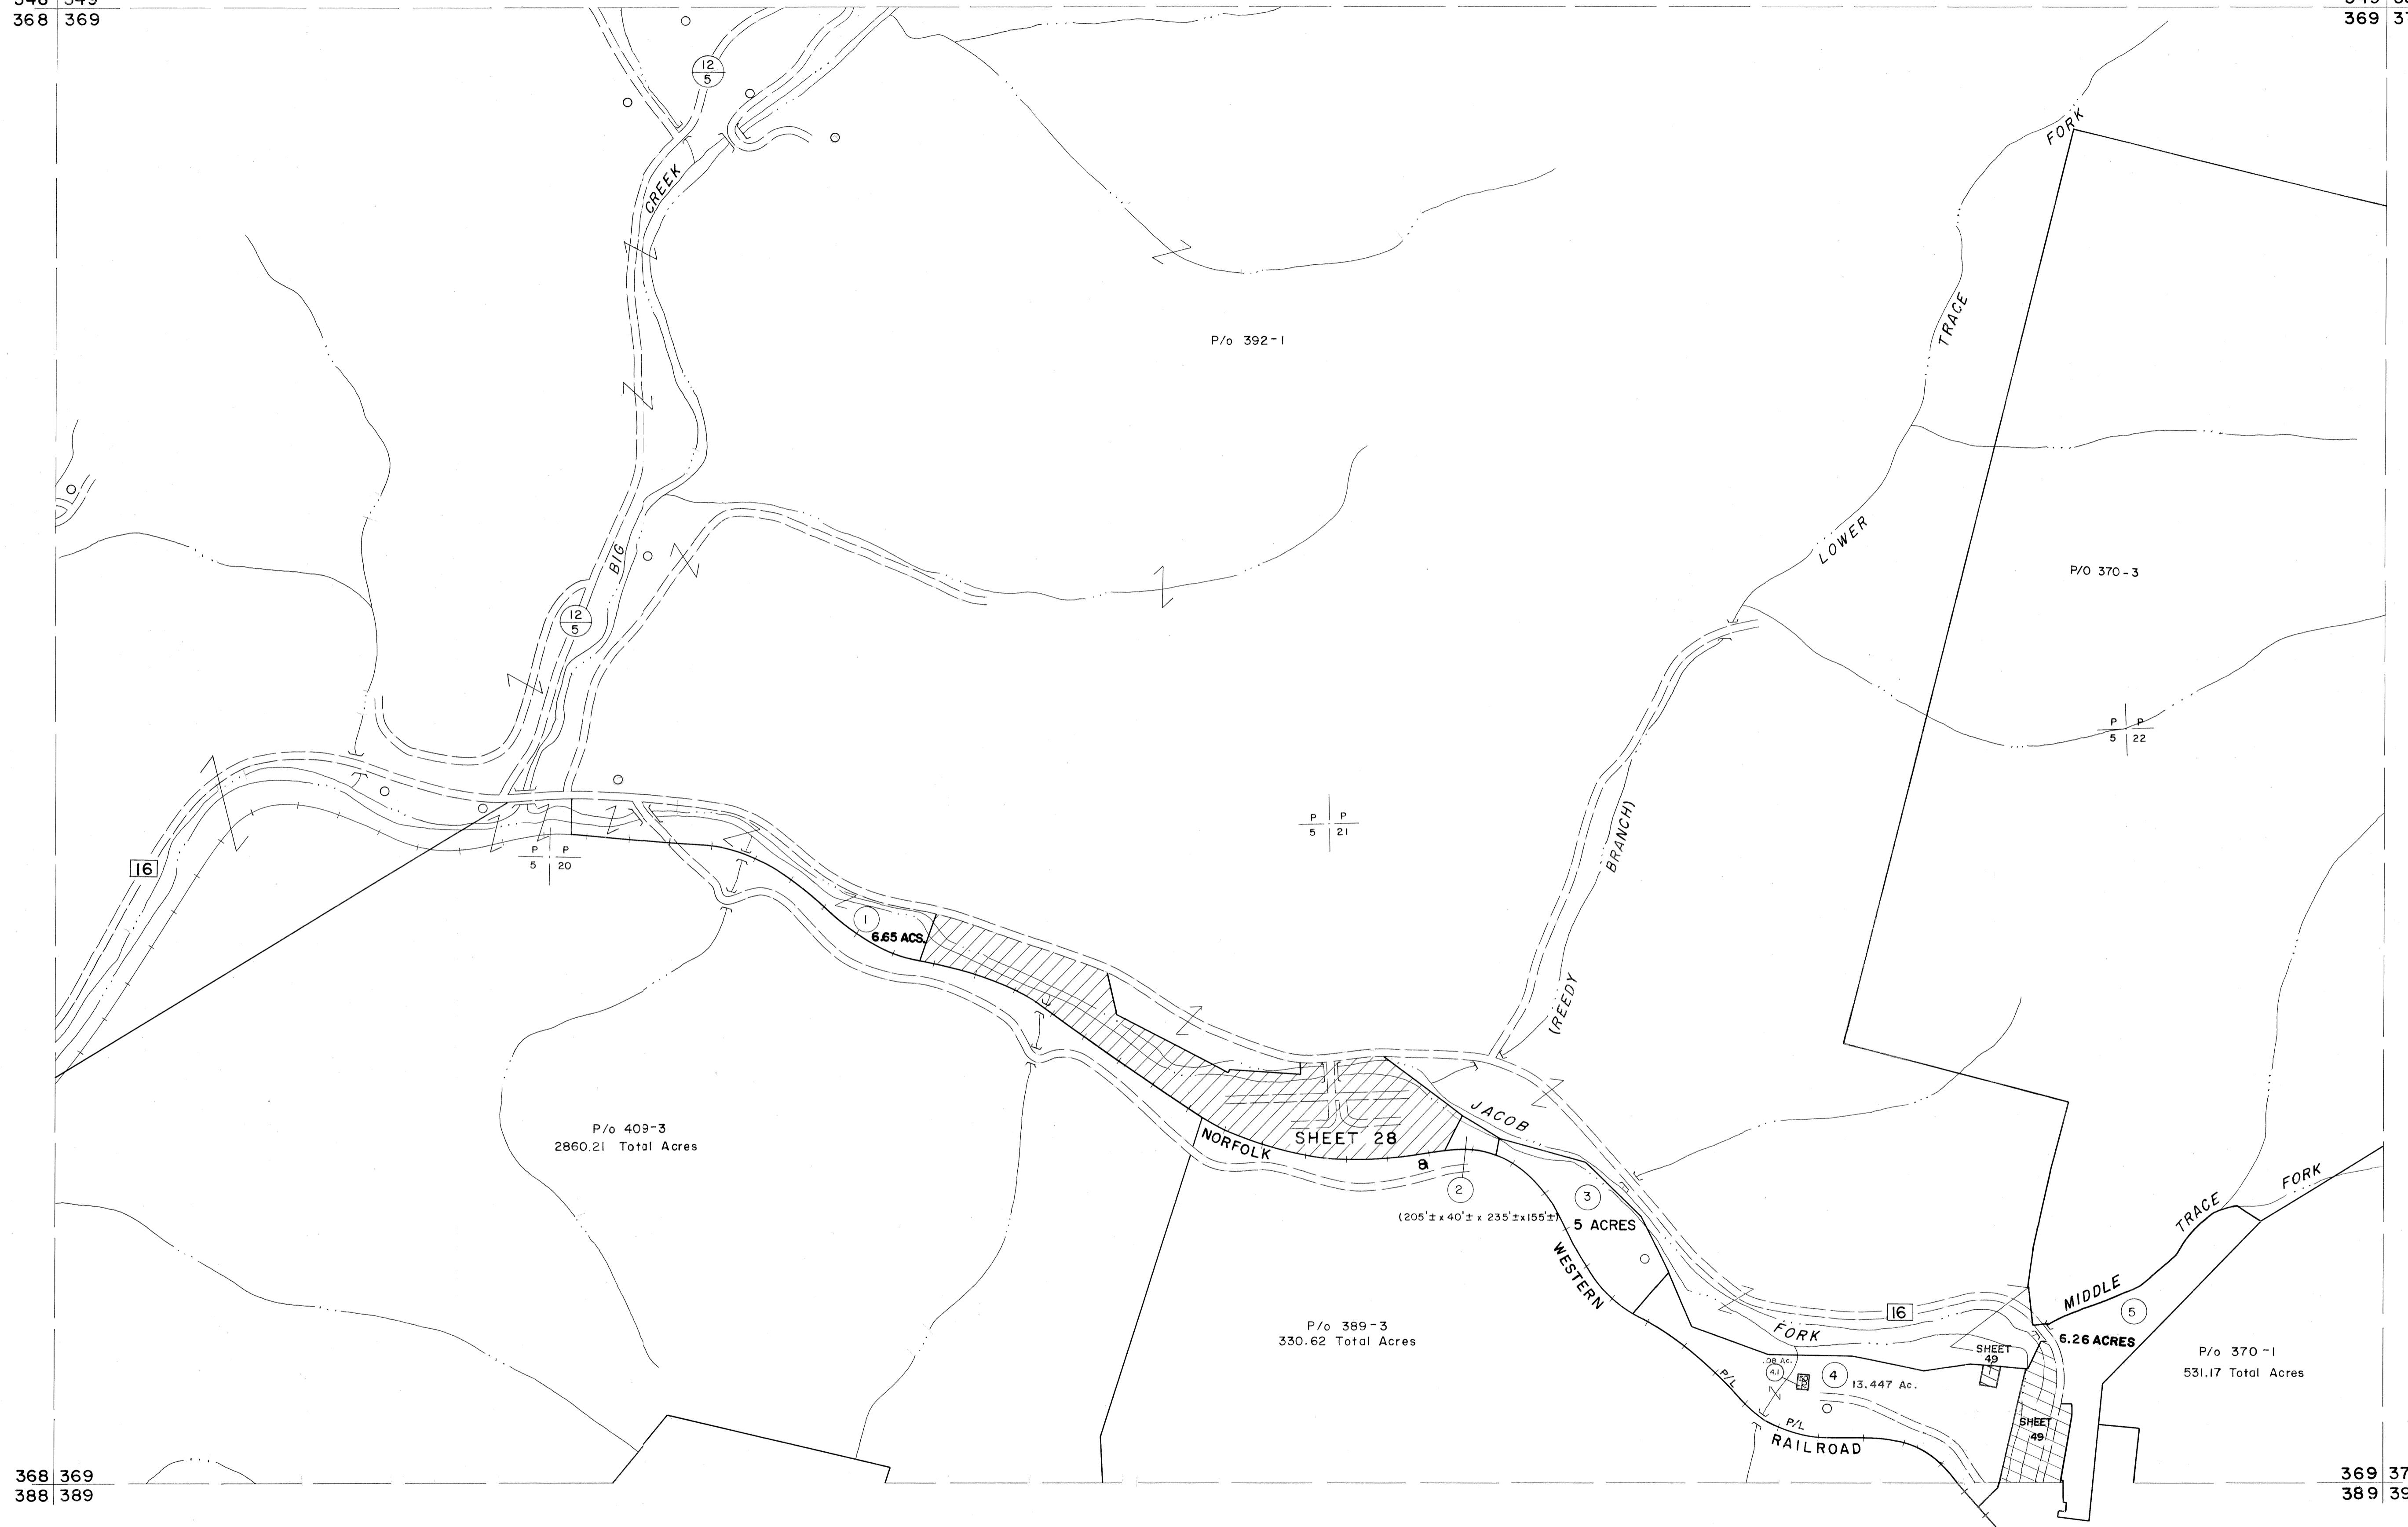 368 369
369
12
5
CREEK
FORK
TRACE
P/o 392-1
LOWER
BIG
P/O 370-3
12
5
P P
5 22
P P
5 21
BRANCH)
P P
5 20
16
1
6.65 ACS.
(REEDY
JACOB
P/o 409-3
2860.21 Total Acres
SHEET 28
NORFOLK
&
2
(205'± x 40'± x 235'± x 155'±)
3
5 ACRES
WESTERN
TRACE
FORK
MIDDLE
5
16
6.26 ACRES
P/o 389-3
330.62 Total Acres
FORK
SHEET
49
P/o 370-1
531.17 Total Acres
.08 Ac.
4.1
4
13.447 Ac.
P/L
P/L
RAILROAD
SHEET
49
368 369
388 389
369
389